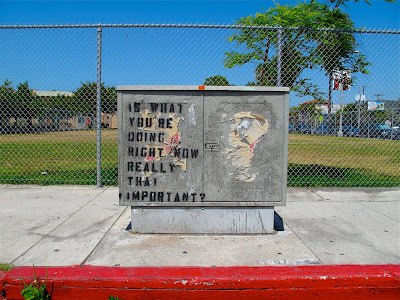 IS WHAT
YOU'RE
DOING
RIGHT NOW
REALLY
THAT
IMPORTANT?